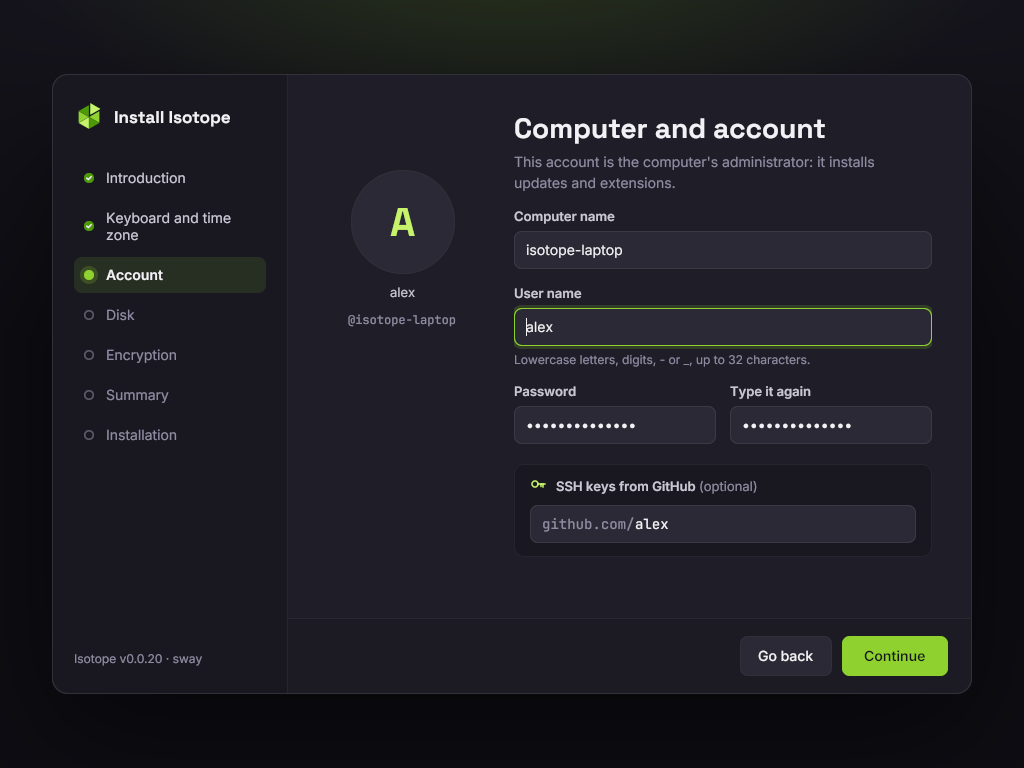 Install Isotope
Introduction
Keyboard and time
zone
Account
Disk
Encryption
Summary
Installation
Isotope v0.0.20 · sway
A
alex
@isotope-laptop
Computer and account
This account is the computer's administrator: it installs
updates and extensions.
Computer name
isotope-laptop
User name
alex
Lowercase letters, digits, - or _, up to 32 characters.
Password
Type it again
••••••••••••••
••••••••••••••
SSH keys from GitHub (optional)
github.com/alex
Go back
Continue